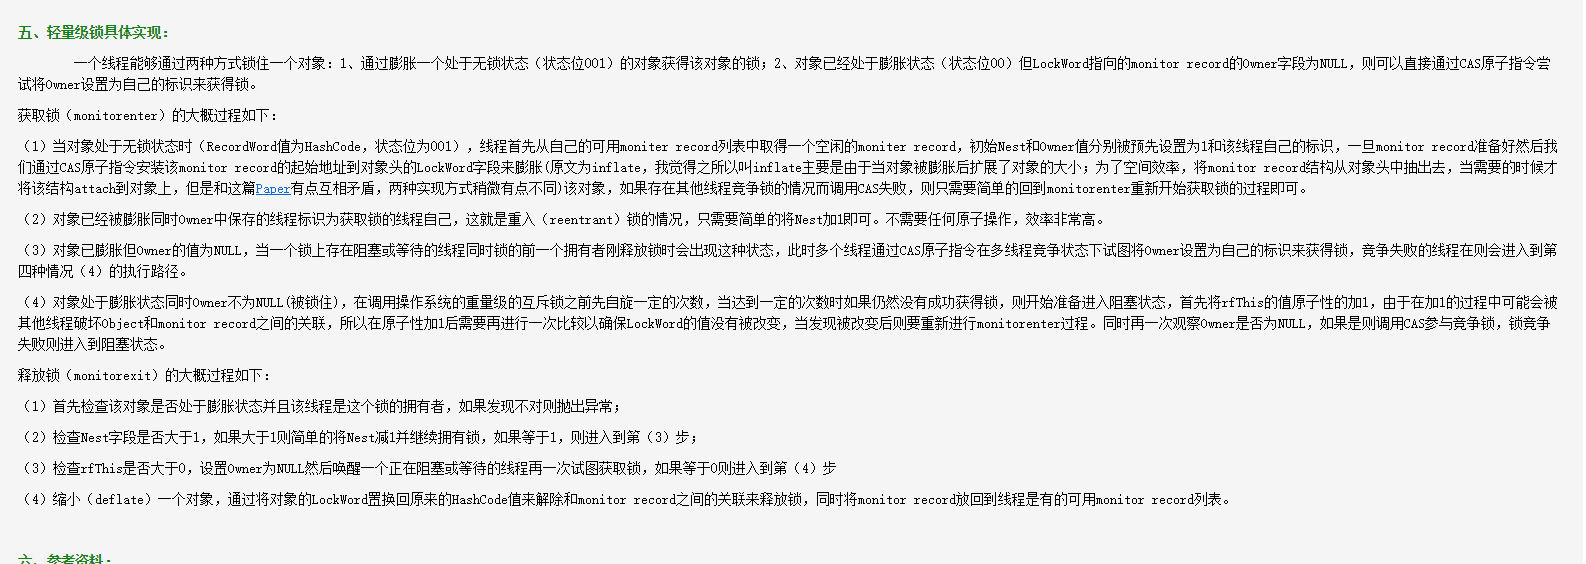 五、轻量级锁具体实现：
一个线程能够通过两种方式锁住一个对象：1、通过膨胀一个处于无锁状态（状态位001）的对象获得该对象的锁；2、对象已经处于膨胀状态（状态位00）但LockWord指向的monitor record的Owner字段为NULL，则可以直接通过CAS原子指令尝
试将Owner设置为自己的标识来获得锁。
获取锁（monitorenter）的大概过程如下：
（1）当对象处于无锁状态时（RecordWord值为HashCode，状态位为001），线程首先从自己的可用moniter record列表中取得一个空闲的moniter record，初始Nest和Owner值分别被预先设置为1和该线程自己的标识，一旦monitor record准备好然后我
们通过CAS原子指令安装该monitor record的起始地址到对象头的LockWord字段来膨胀(原文为inflate，我觉得之所以叫inflate主要是由于当对象被膨胀后扩展了对象的大小；为了空间效率，将monitor record结构从对象头中抽出去，当需要的时候才
将该结构attach到对象上，但是和这篇Paper有点互相矛盾，两种实现方式稍微有点不同)该对象，如果存在其他线程竞争锁的情况而调用CAS失败，则只需要简单的回到monitorenter重新开始获取锁的过程即可。
（2）对象已经被膨胀同时Owner中保存的线程标识为获取锁的线程自己，这就是重入（reentrant）锁的情况，只需要简单的将Nest加1即可。不需要任何原子操作，效率非常高。
（3）对象已膨胀但Owner的值为NULL，当一个锁上存在阻塞或等待的线程同时锁的前一个拥有者刚释放锁时会出现这种状态，此时多个线程通过CAS原子指令在多线程竞争状态下试图将Owner设置为自己的标识来获得锁，竞争失败的线程在则会进入到第
四种情况（4）的执行路径。
（4）对象处于膨胀状态同时Owner不为NULL(被锁住)，在调用操作系统的重量级的互斥锁之前先自旋一定的次数，当达到一定的次数时如果仍然没有成功获得锁，则开始准备进入阻塞状态，首先将rfThis的值原子性的加1，由于在加1的过程中可能会被
其他线程破坏Object和monitor record之间的关联，所以在原子性加1后需要再进行一次比较以确保LockWord的值没有被改变，当发现被改变后则要重新进行monitorenter过程。同时再一次观察Owner是否为NULL，如果是则调用CAS参与竞争锁，锁竞争
失败则进入到阻塞状态。
释放锁（monitorexit）的大概过程如下：
（1）首先检查该对象是否处于膨胀状态并且该线程是这个锁的拥有者，如果发现不对则抛出异常；
（2）检查Nest字段是否大于1，如果大于1则简单的将Nest减1并继续拥有锁，如果等于1，则进入到第（3）步；
（3）检查rfThis是否大于0，设置Owner为NULL然后唤醒一个正在阻塞或等待的线程再一次试图获取锁，如果等于0则进入到第（4）步
（4）缩小（deflate）一个对象，通过将对象的LockWord置换回原来的HashCode值来解除和monitor record之间的关联来释放锁，同时将monitor record放回到线程是有的可用monitor record列表。
六、参考资料：